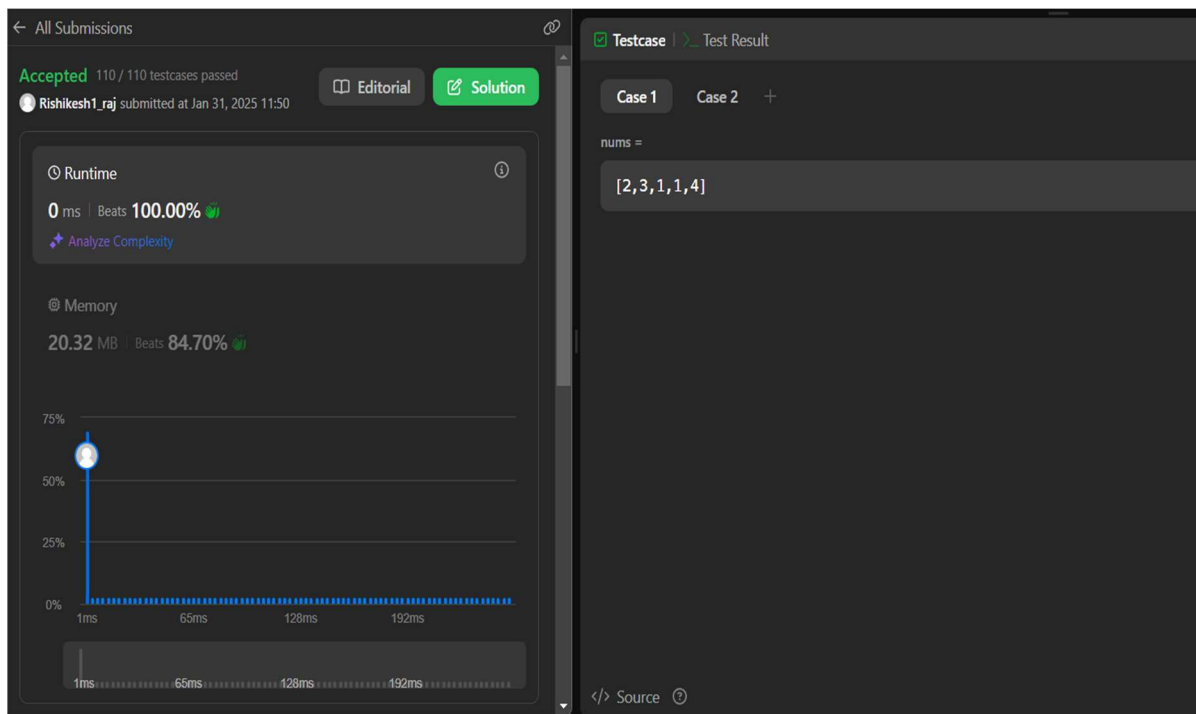 All Submissions
Accepted 110 / 110 testcases passed
Rishikesh1_raj submitted at Jan 31, 2025 11:50
Editorial
Solution
Runtime
0 ms | Beats 100.00%
Analyze Complexity
Memory
20.32 MB | Beats 84.70%
75%
50%
25%
0%
1ms 65ms 128ms 192ms
1ms 65ms 128ms 192ms
Testcase | >_ Test Result
Case 1 Case 2 +
nums =
[2,3,1,1,4]
</> Source ?